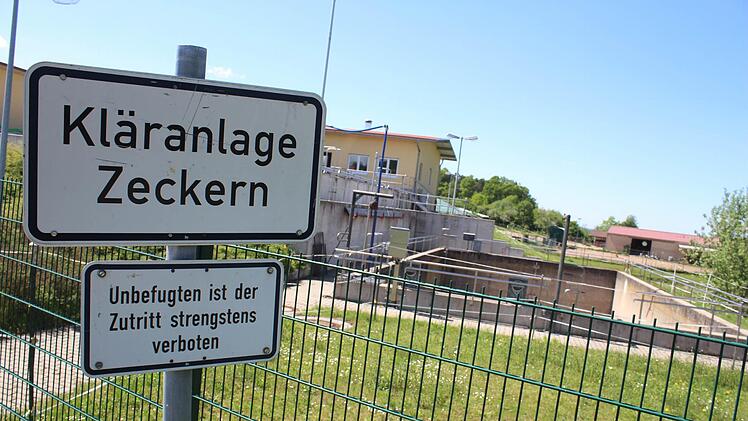 Kläranlage
Zeckern
Unbefugten ist der
Zutritt strengstens
verboten